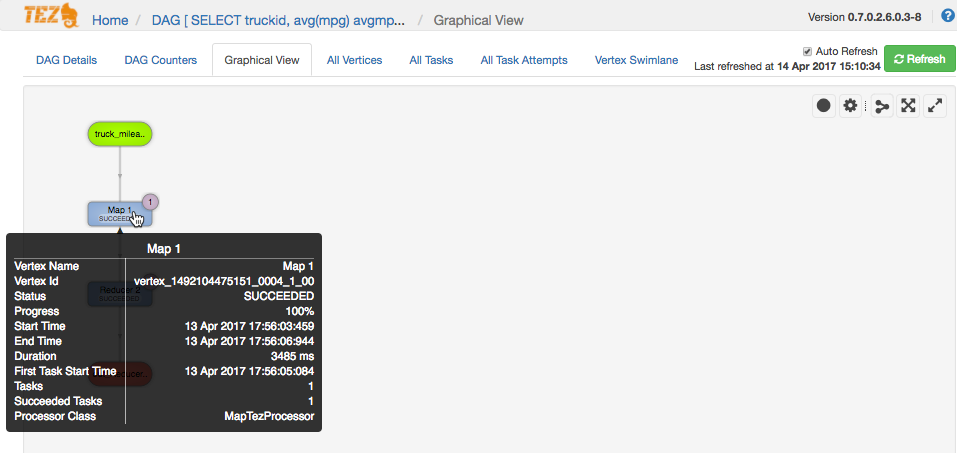 TEZ Home / DAG [ SELECT truckid, avg(mpg) avgmp... / Graphical View Version 0.7.0.2.6.0.3-8 ?
DAG Details DAG Counters Graphical View All Vertices All Tasks All Task Attempts Vertex Swimlane Auto Refresh Refresh
Last refreshed at 14 Apr 2017 15:10:34
truck_milea..
1
Map 1
SUCCEEDED
Map 1
Vertex Name Map 1
Vertex Id vertex_1492104475151_0004_1_00
Status SUCCEEDED
Progress 100%
Start Time 13 Apr 2017 17:56:03:459
End Time 13 Apr 2017 17:56:06:944
Duration 3485 ms
First Task Start Time 13 Apr 2017 17:56:05:084
Tasks 1
Succeeded Tasks 1
Processor Class MapTezProcessor
Reducer 2
SUCCEEDED